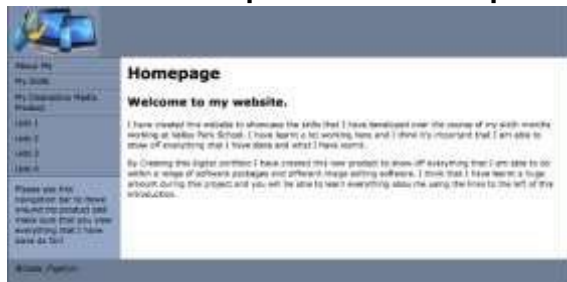 About Me
My Skills
My Interactive Media
Product
Unit 1
Unit 2
Unit 3
Unit 4
Please use this
navigation bar to move
around my product and
make sure that you view
everything that I have
done so far!
Homepage
Welcome to my website.
I have created this website to showcase the skills that I have developed over the course of my sixth months
working at Valley Park School. I have learnt a lot working here and I think it's important that I am able to
show off everything that I have done and what I have learnt.
By Creating this digital portfolio I have created this new product to show off everything that I am able to do
within a range of software packages and different image editing software. I think that I have learnt a huge
amount during this project and you will be able to learn everything about me using the links to the left of this
introduction.